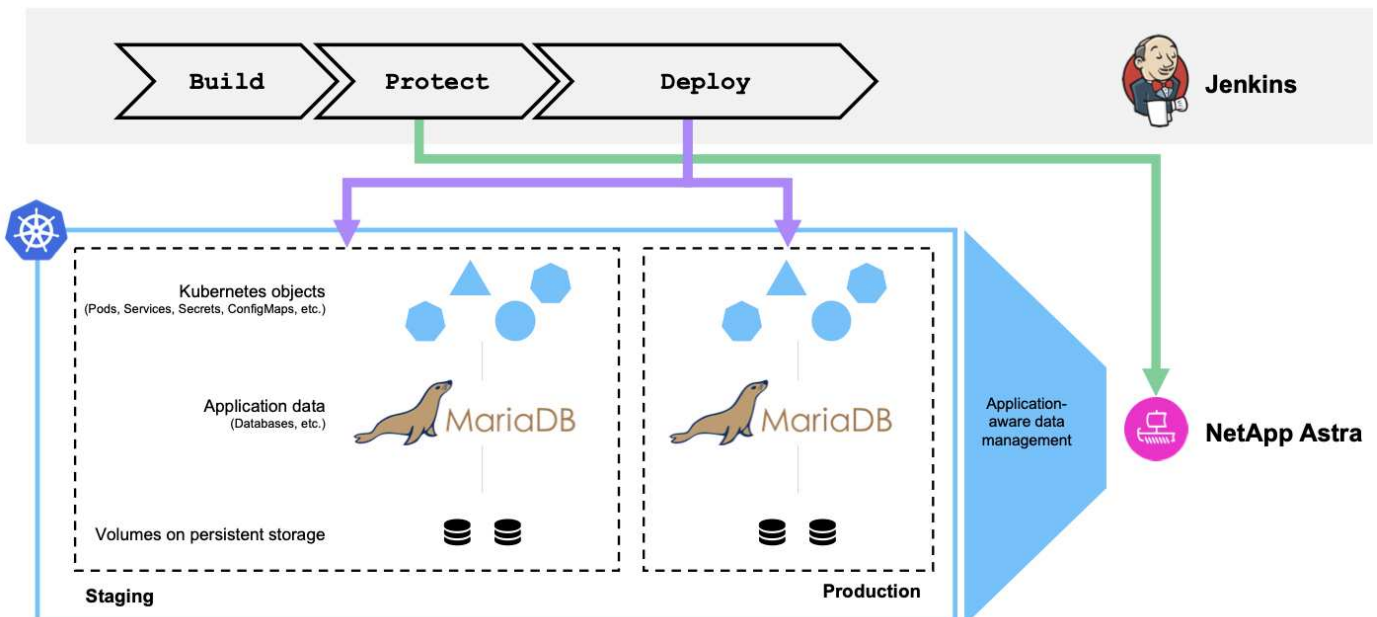 Build
Protect
Deploy
Jenkins
Kubernetes objects
(Pods, Services, Secrets, ConfigMaps, etc.)
Application data
(Databases, etc.)
MariaDB
MariaDB
Application-
aware data
management
NetApp Astra
Volumes on persistent storage
Staging
Production